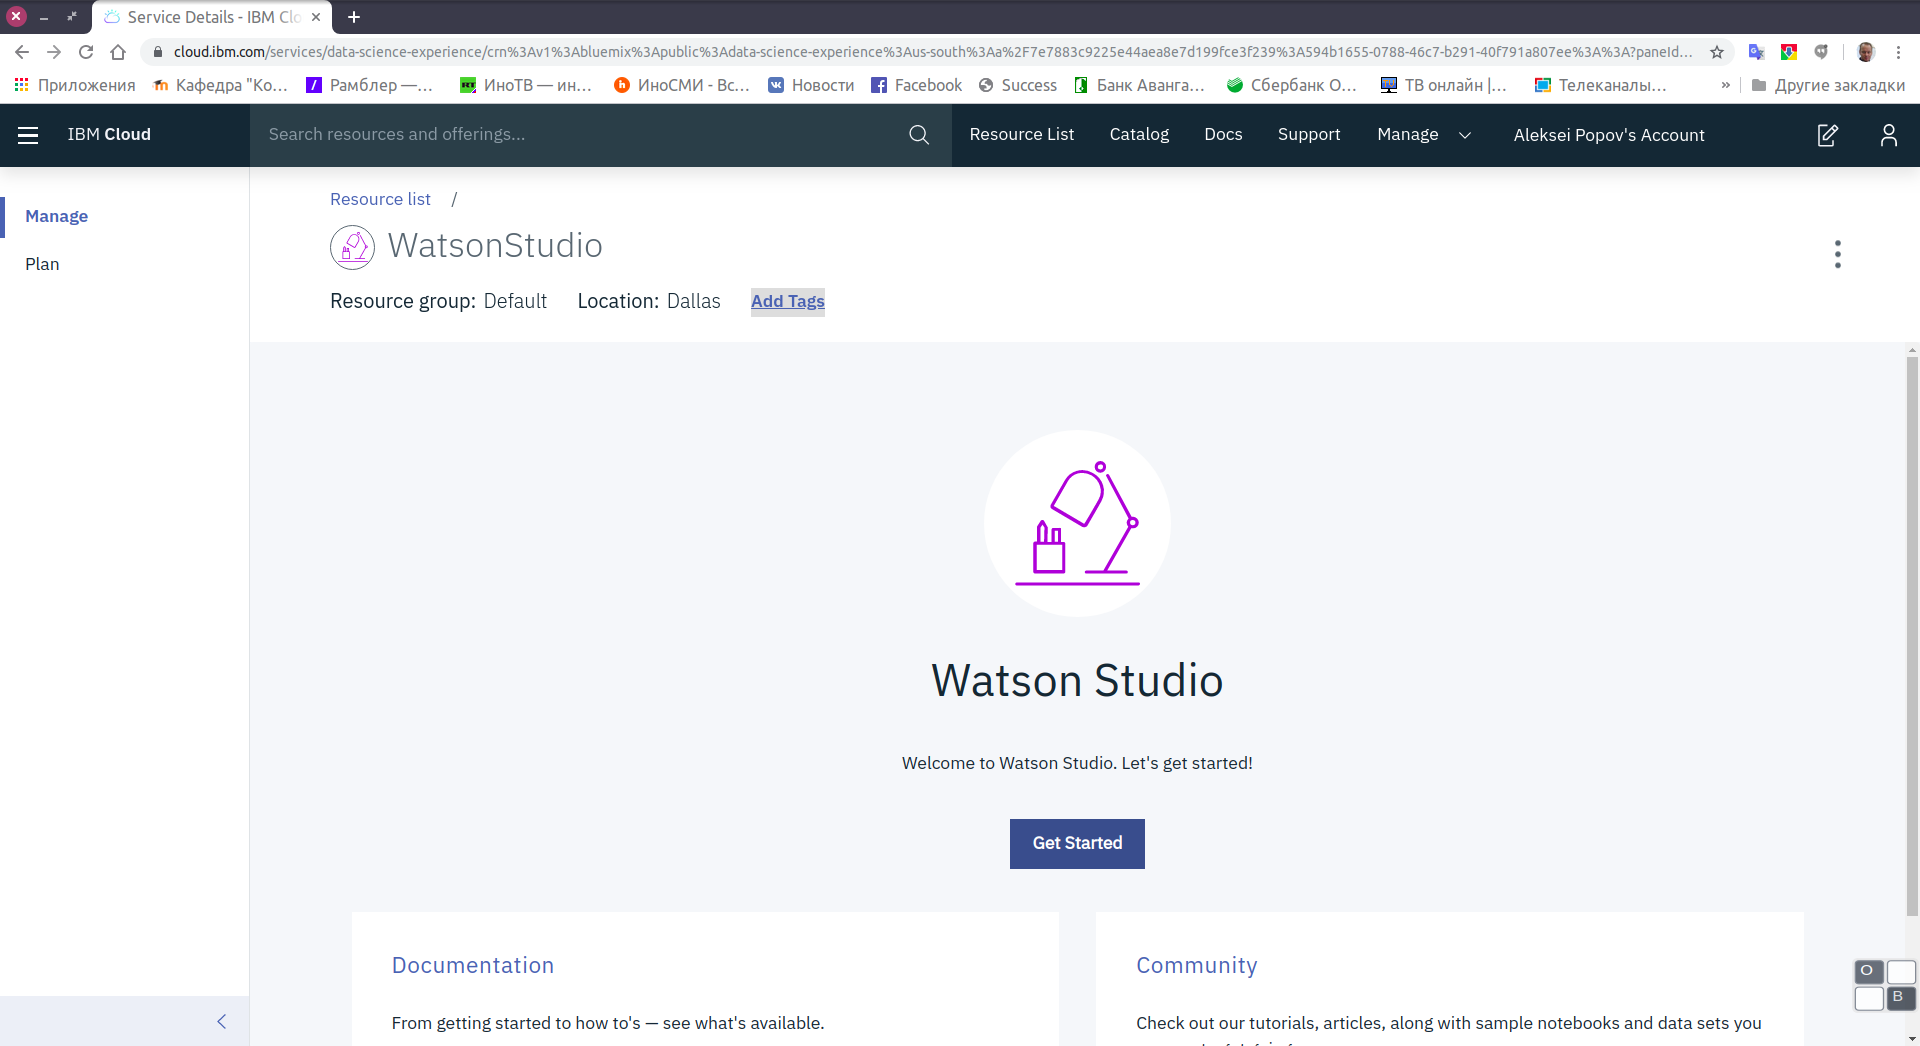 Service Details - IBM Clo
cloud.ibm.com/services/data-science-experience/crn%3Av1%3Abluemix%3Apublic%3Adata-science-experience%3Aus-south%3Aa%2F7e7883c9225e44aea8e7d199fce3f239%3A594b1655-0788-46c7-b291-40f791a807ee%3A%3A?paneId...
Приложения Кафедра "Ко... Рамблер —... ИноТВ — ин... ИноСМИ - Вс... Новости Facebook Success Банк Аванга... Сбербанк О... ТВ онлайн |... Телеканалы... » Другие закладки
IBM Cloud Search resources and offerings... Resource List Catalog Docs Support Manage Aleksei Popov's Account
Manage
Plan
Resource list /
WatsonStudio
Resource group: Default Location: Dallas Add Tags
Watson Studio
Welcome to Watson Studio. Let's get started!
Get Started
Documentation
From getting started to how to's — see what's available.
Community
Check out our tutorials, articles, along with sample notebooks and data sets you
O
B